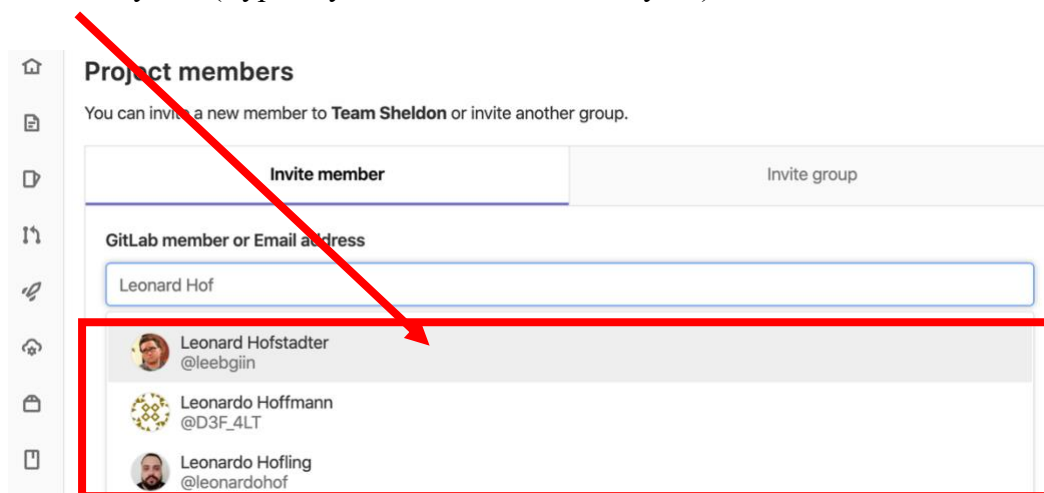 Project members
You can invite a new member to Team Sheldon or invite another group.
Invite member
Invite group
GitLab member or Email address
Leonard Hof
Leonard Hofstadter
@leebgiin
Leonardo Hoffmann
@D3F_4LT
Leonardo Hofling
@leonardohof